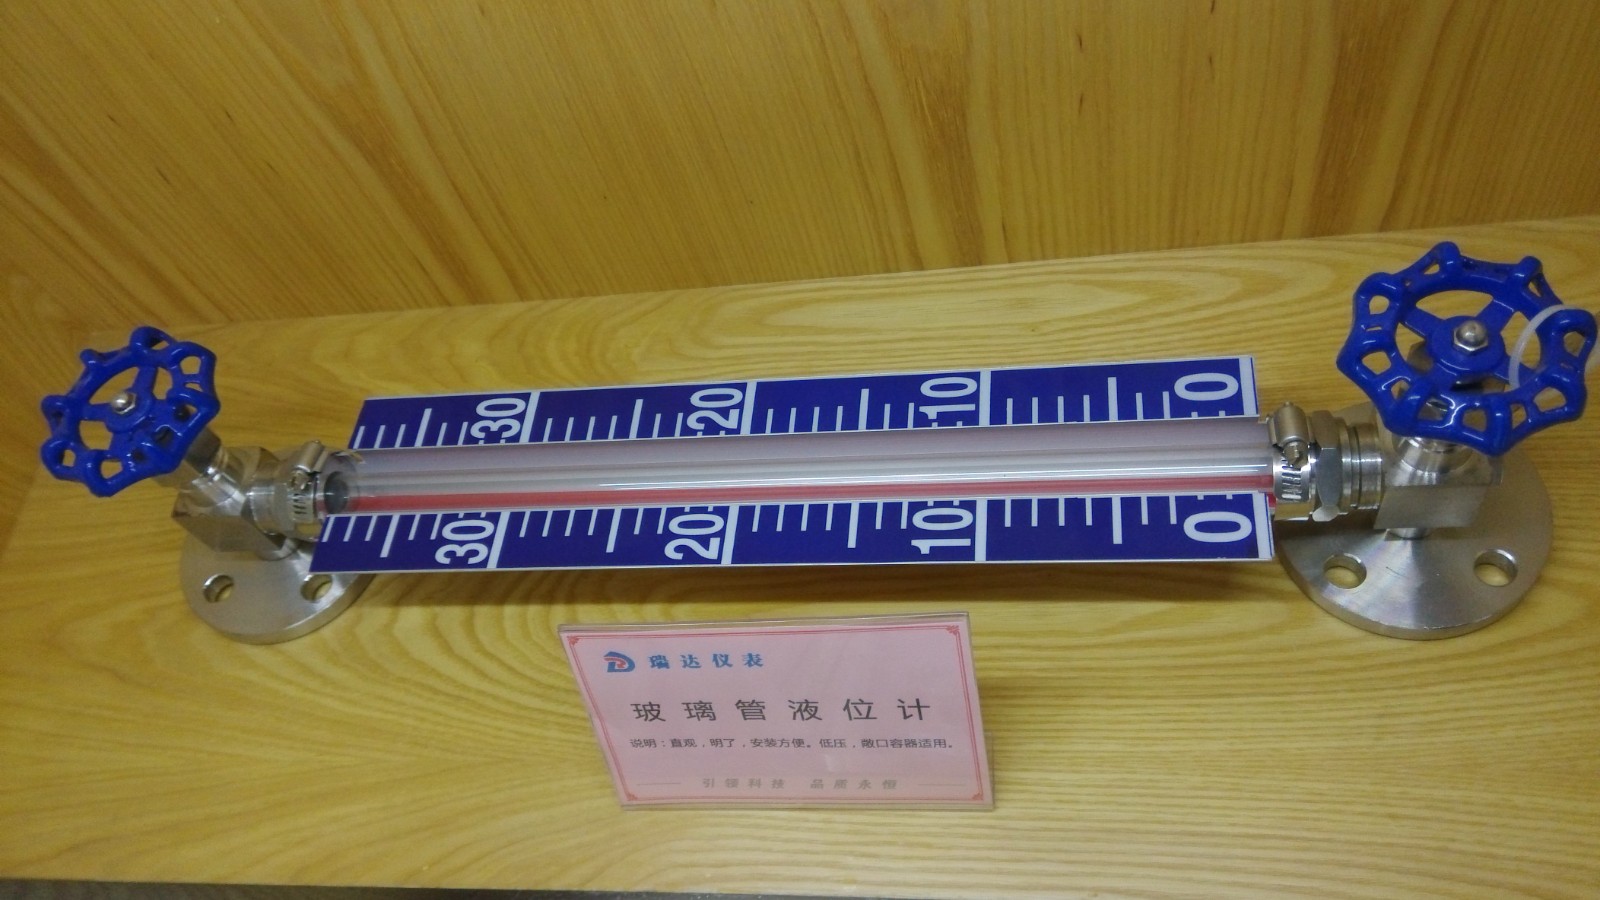 30 20 10 0
30 20 10 0
瑞达仪表
玻璃管液位计
说明：直观，明了，安装方便。低压，敞口容器适用。
引领科技 品质永恒